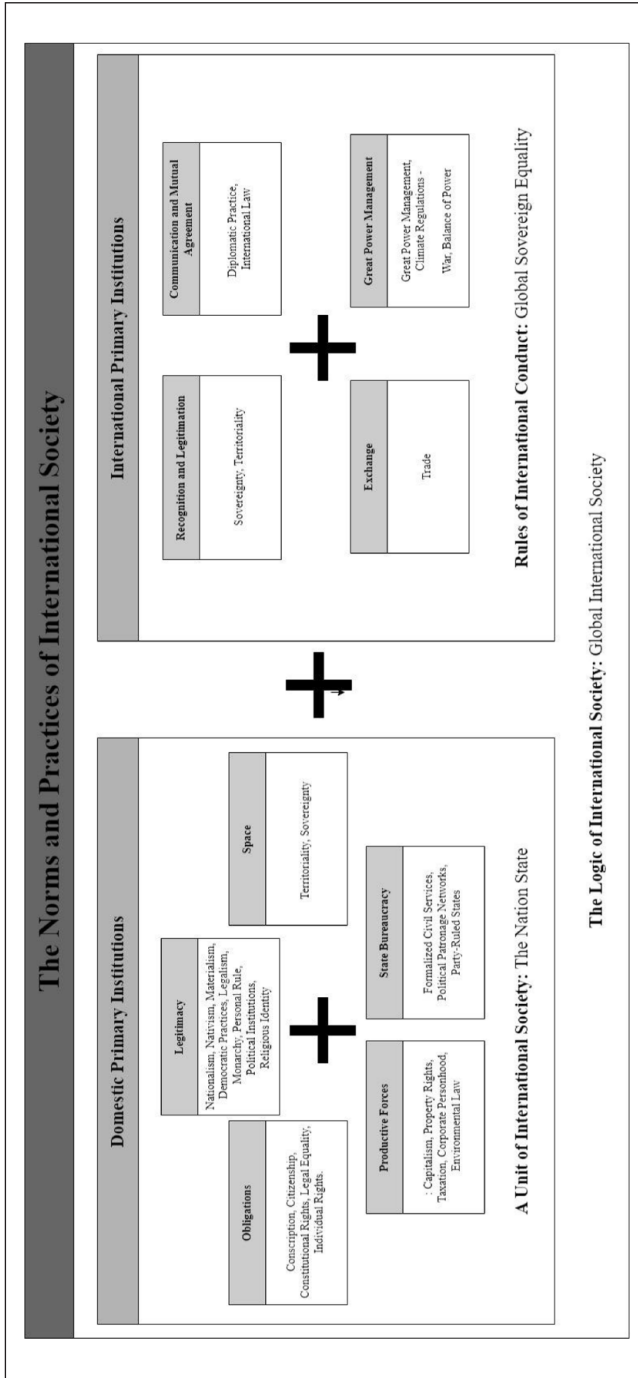 The Norms and Practices of International Society
Domestic Primary Institutions
Obligations
Conscription, Citizenship,
Constitutional Rights, Legal Equality,
Individual Rights.
Legitimacy
Nationalism, Nativism, Materialism,
Democratic Practices, Legalism,
Monarchy, Personal Rule,
Political Institutions,
Religious Identity
Space
Territoriality, Sovereignty
Productive Forces
: Capitalism, Property Rights,
Taxation, Corporate Personhood,
Environmental Law
State Bureaucracy
Formalized Civil Services,
Political Patronage Networks,
Party-Ruled States
A Unit of International Society: The Nation State
International Primary Institutions
Recognition and Legitimation
Sovereignty, Territoriality
Communication and Mutual
Agreement
Diplomatic Practice,
International Law
Exchange
Trade
Great Power Management
Great Power Management,
Climate Regulations -
War, Balance of Power
Rules of International Conduct: Global Sovereign Equality
The Logic of International Society: Global International Society